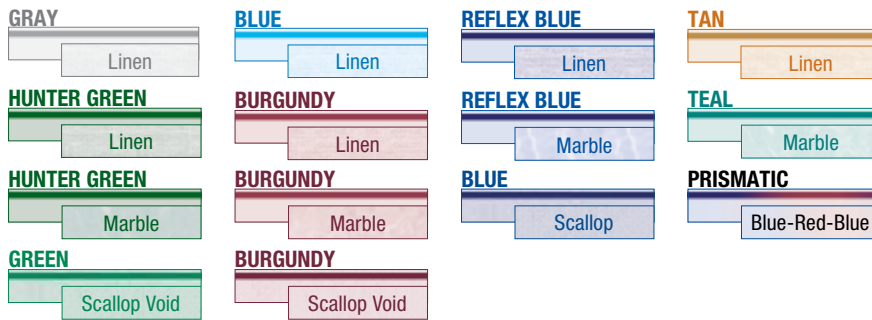 GRAY
Linen
HUNTER GREEN
Linen
HUNTER GREEN
Marble
GREEN
Scallop Void
BLUE
Linen
BURGUNDY
Linen
BURGUNDY
Marble
BURGUNDY
Scallop Void
REFLEX BLUE
Linen
REFLEX BLUE
Marble
BLUE
Scallop
TAN
Linen
TEAL
Marble
PRISMATIC
Blue-Red-Blue